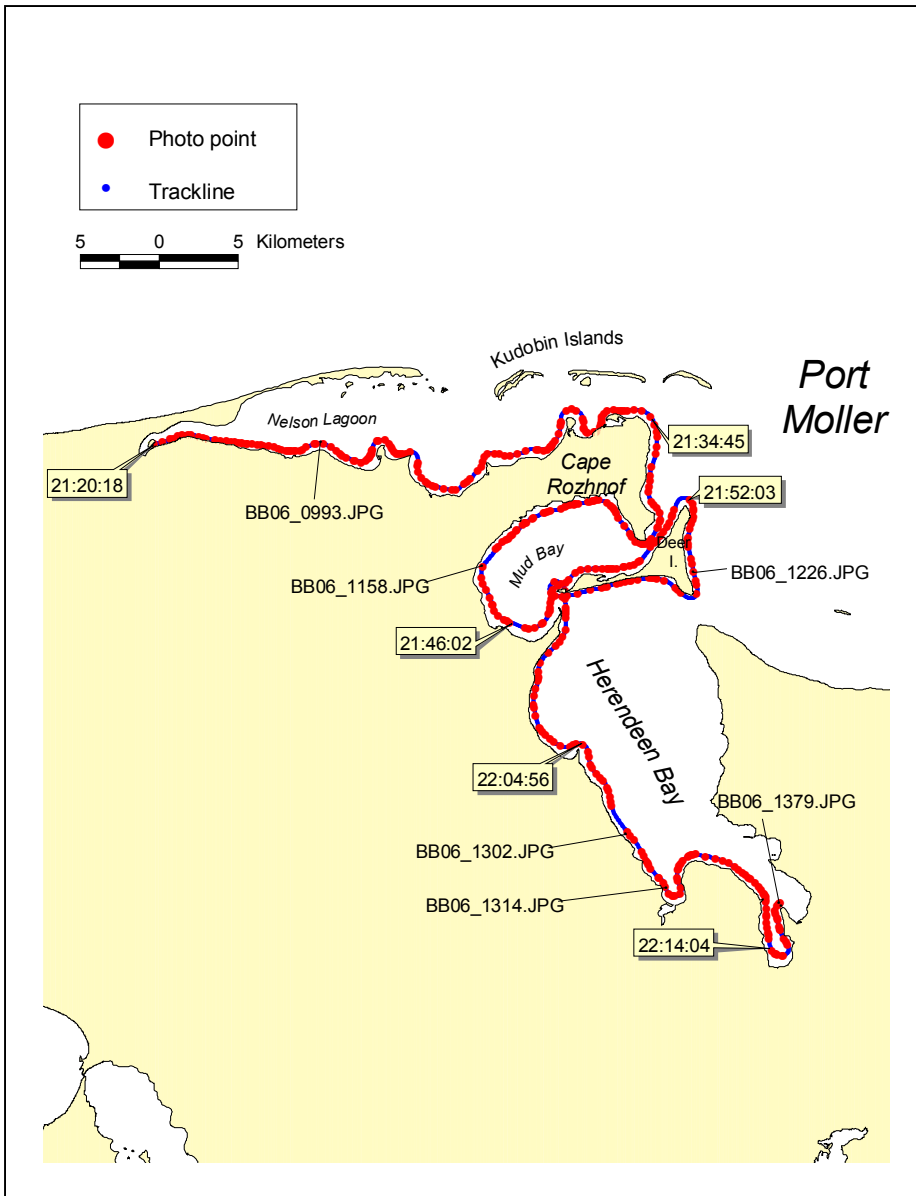 Photo point
Trackline
5 0 5 Kilometers
Kudobin Islands
Port
Moller
Nelson Lagoon
21:34:45
21:20:18
Cape
Rozhnof
21:52:03
BB06_0993.JPG
Deer
I.
Mud Bay
BB06_1158.JPG
BB06_1226.JPG
21:46:02
Herendeen Bay
22:04:56
BB06_1379.JPG
BB06_1302.JPG
BB06_1314.JPG
22:14:04